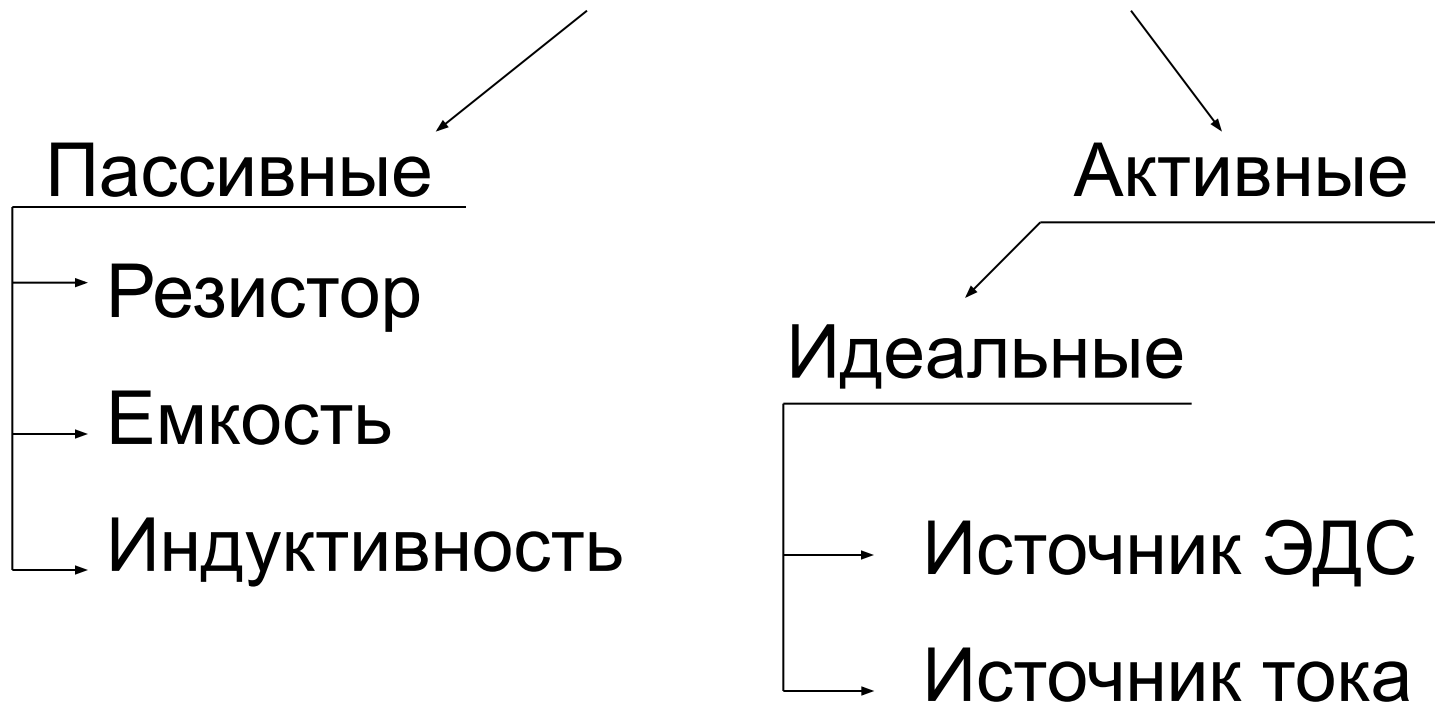 Пассивные
Активные
Резистор
Идеальные
Емкость
Индуктивность
Источник ЭДС
Источник тока